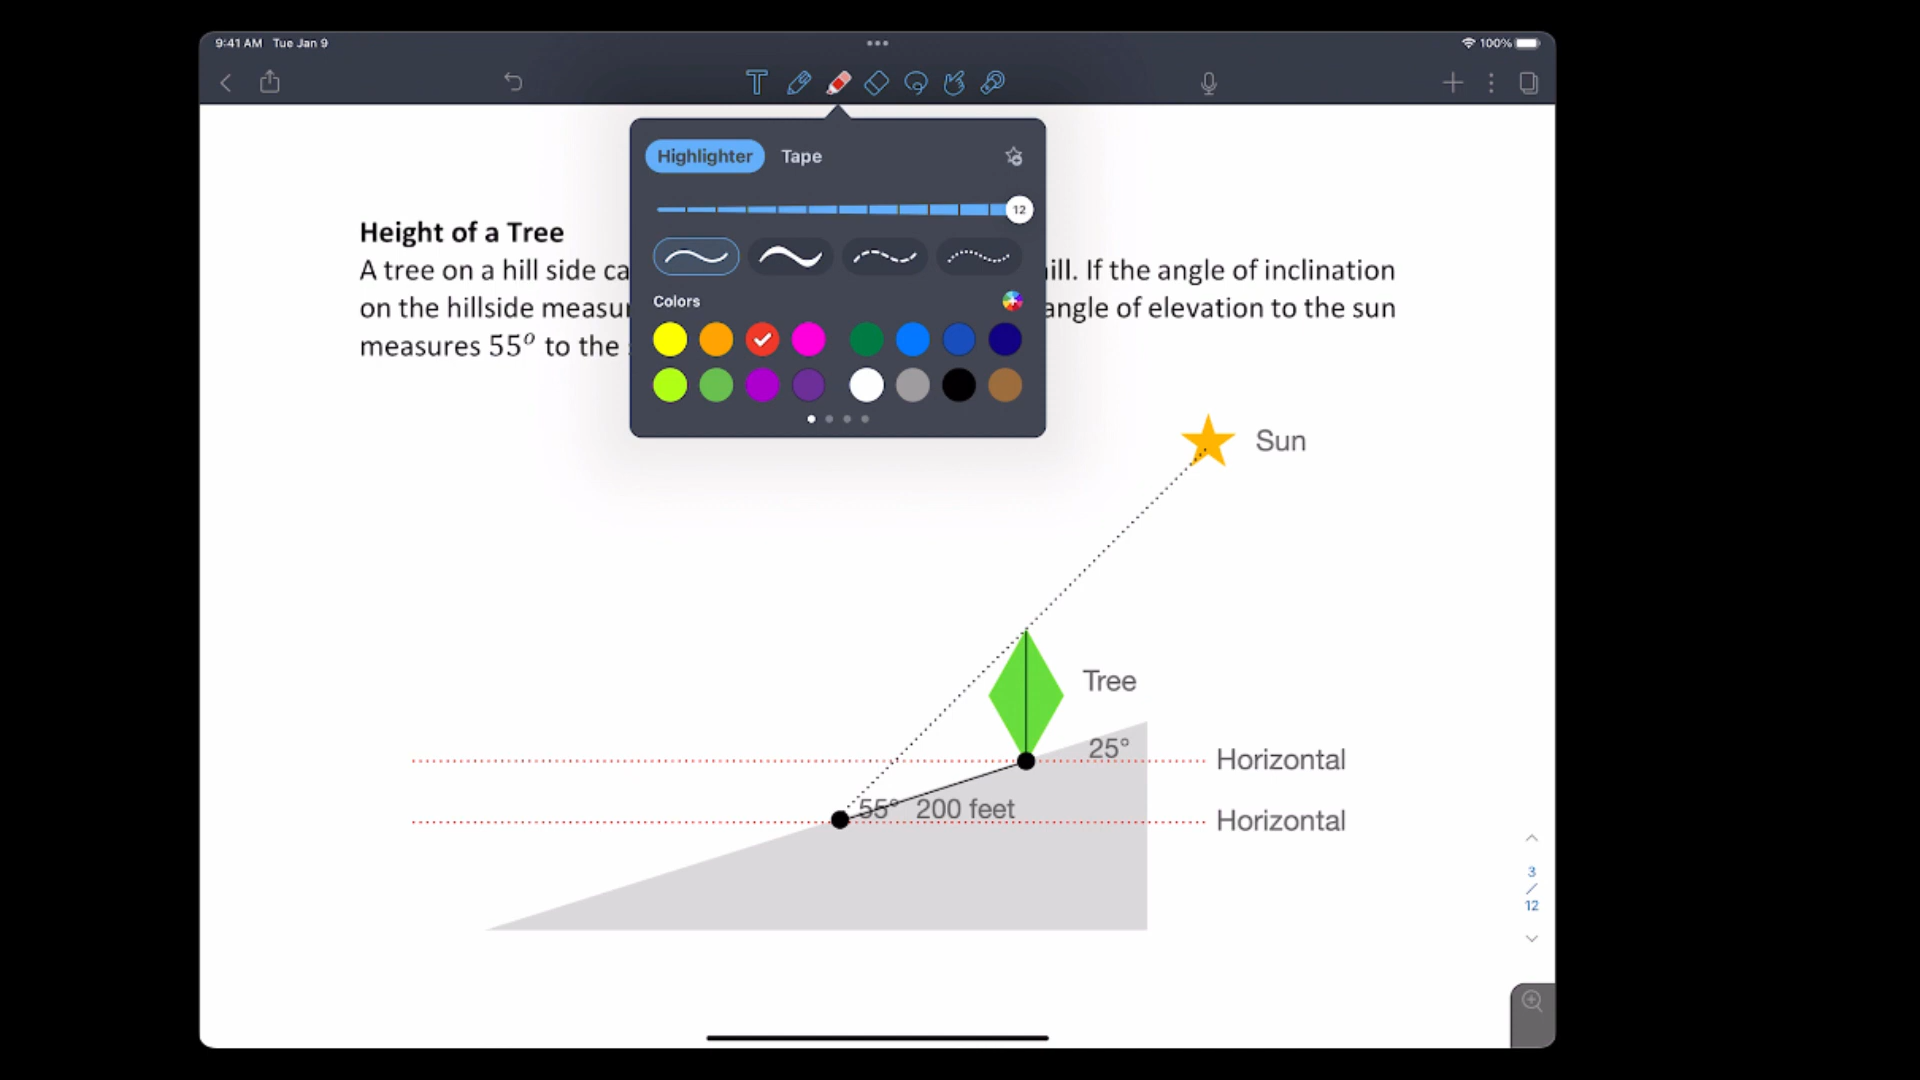 9:41 AM Tue Jan 9
100%
T
Highlighter Tape
12
Colors
Height of a Tree
A tree on a hill side ca ill. If the angle of inclination
on the hillside measu angle of elevation to the sun
measures 55° to the
Sun
Tree
25°
Horizontal
55° 200 feet
Horizontal
3
/
12